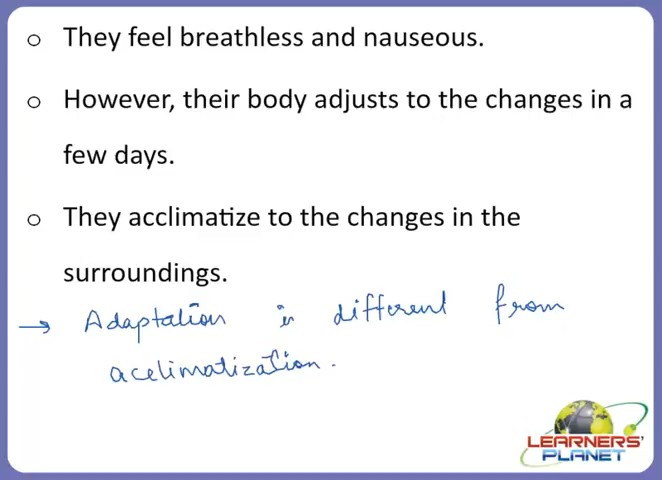 o They feel breathless and nauseous.
o However, their body adjusts to the changes in a
few days.
o They acclimatize to the changes in the
surroundings.
→ Adaptation is different from
acclimatization.
LEARNERS'
PLANET